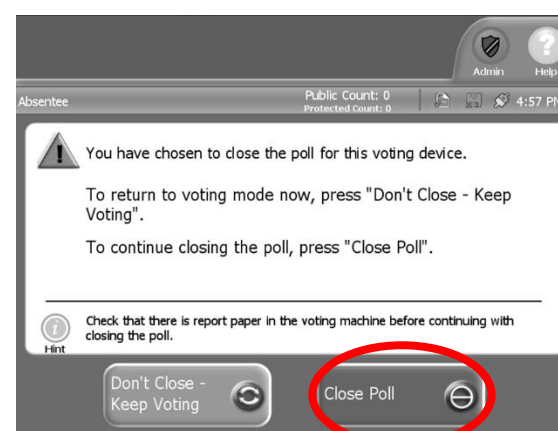 Admin
Help
Absentee
Public Count: 0
Protected Count: 0
4:57 PM
You have chosen to close the poll for this voting device.
To return to voting mode now, press "Don't Close - Keep
Voting".
To continue closing the poll, press "Close Poll".
Check that there is report paper in the voting machine before continuing with
closing the poll.
Hint
Don't Close -
Keep Voting
Close Poll